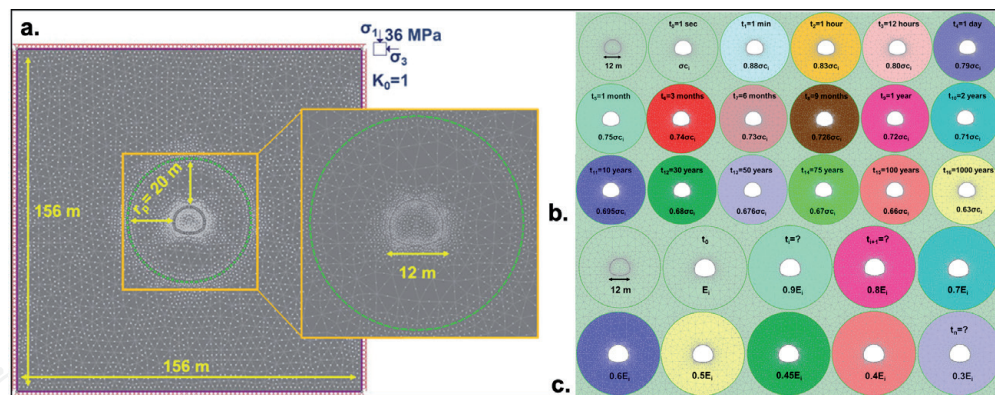 a.
σ₁ 36 MPa
σ₃
K₀=1
156 m
rₚ= 20 m
12 m
156 m
12 m
t₀=1 sec
σcᵢ
t₁=1 min
0.88σcᵢ
t₂=1 hour
0.83σcᵢ
t₃=12 hours
0.80σcᵢ
t₄=1 day
0.79σcᵢ
t₅=1 month
0.75σcᵢ
t₆=3 months
0.74σcᵢ
t₇=6 months
0.73σcᵢ
t₈=9 months
0.726σcᵢ
t₉=1 year
0.72σcᵢ
t₁₀=2 years
0.71σcᵢ
t₁₁=10 years
0.695σcᵢ
t₁₂=30 years
0.68σcᵢ
t₁₃=50 years
0.676σcᵢ
t₁₄=75 years
0.67σcᵢ
t₁₅=100 years
0.66σcᵢ
t₁₆=1000 years
0.63σcᵢ
b.
12 m
t₀
Eᵢ
tᵢ=?
0.9Eᵢ
tᵢ₊₁=?
0.8Eᵢ
0.7Eᵢ
0.6Eᵢ
0.5Eᵢ
0.45Eᵢ
0.4Eᵢ
tₙ=?
0.3Eᵢ
c.